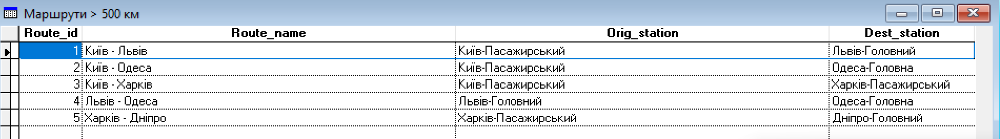 Маршрути > 500 км
Route_id Route_name Orig_station Dest_station
1 Київ - Львів Київ-Пасажирський Львів-Головний
2 Київ - Одеса Київ-Пасажирський Одеса-Головна
3 Київ - Харків Київ-Пасажирський Харків-Пасажирський
4 Львів - Одеса Львів-Головний Одеса-Головна
5 Харків - Дніпро Харків-Пасажирський Дніпро-Головний